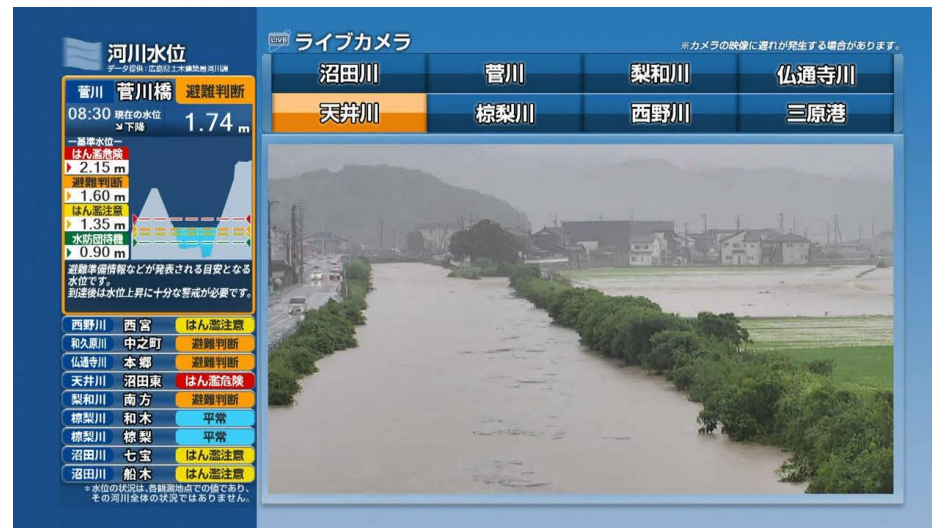 河川水位
データ提供：広島県土木建築局河川課
菅川 菅川橋 避難判断
08:30 現在の水位
⇘下降
1.74 m
ー基準水位ー
はん濫危険
2.15 m
避難判断
1.60 m
はん濫注意
1.35 m
水防団待機
0.90 m
避難準備情報などが発表される目安となる
水位です。
到達後は水位上昇に十分な警戒が必要です。
西野川 西宮 はん濫注意
和久原川 中之町 避難判断
仏通寺川 本郷 避難判断
天井川 沼田東 はん濫危険
梨和川 南方 避難判断
椋梨川 和木 平常
椋梨川 椋梨 平常
沼田川 七宝 はん濫注意
沼田川 船木 はん濫注意
＊水位の状況は、各観測地点での値であり、
その河川全体の状況ではありません。
LIVE ライブカメラ
※カメラの映像に遅れが発生する場合があります。
沼田川 菅川 梨和川 仏通寺川
天井川 椋梨川 西野川 三原港